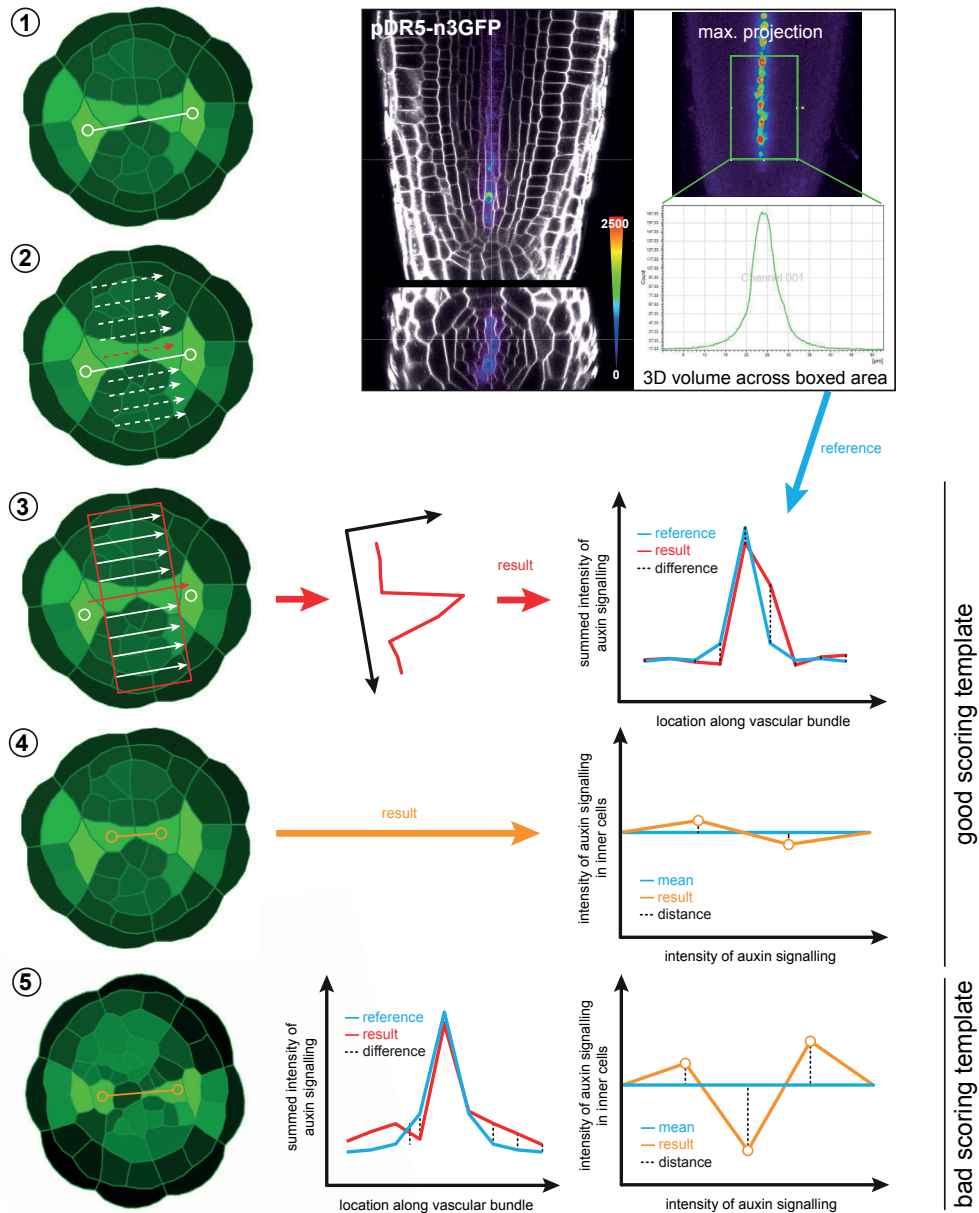 1
pDR5-n3GFP
max. projection
2500
0
Count
Channel 001
[µm]
3D volume across boxed area
2
reference
3
result
summed intensity of
auxin signalling
reference
result
difference
location along vascular bundle
4
result
intensity of auxin signalling
in inner cells
mean
result
distance
intensity of auxin signalling
good scoring template
5
summed intensity of
auxin signalling
reference
result
difference
location along vascular bundle
intensity of auxin signalling
in inner cells
mean
result
distance
intensity of auxin signalling
bad scoring template